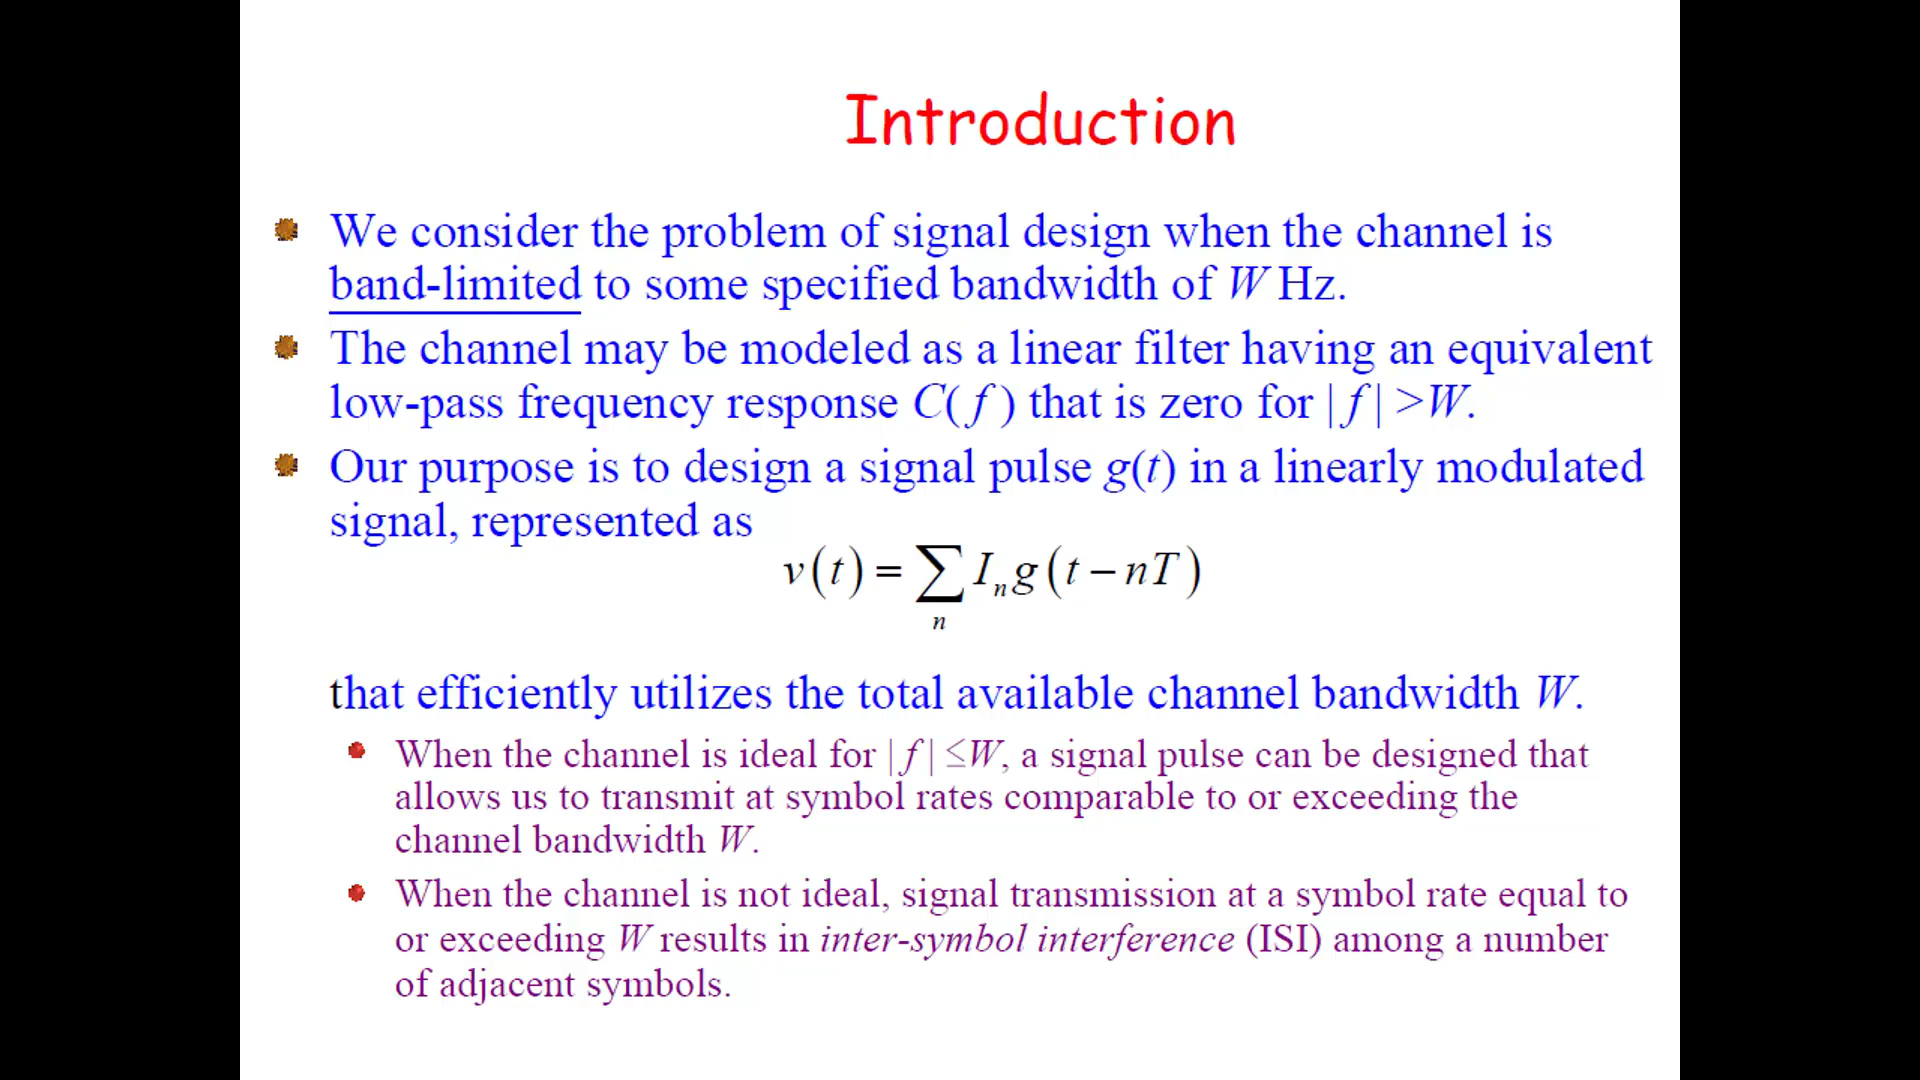 Introduction
We consider the problem of signal design when the channel is
band-limited to some specified bandwidth of W Hz.
The channel may be modeled as a linear filter having an equivalent
low-pass frequency response C( f ) that is zero for | f | >W.
Our purpose is to design a signal pulse g(t) in a linearly modulated
signal, represented as
v(t) = ∑ₙ Iₙ g(t − nT)
that efficiently utilizes the total available channel bandwidth W.
When the channel is ideal for | f | ≤W, a signal pulse can be designed that
allows us to transmit at symbol rates comparable to or exceeding the
channel bandwidth W.
When the channel is not ideal, signal transmission at a symbol rate equal to
or exceeding W results in inter-symbol interference (ISI) among a number
of adjacent symbols.